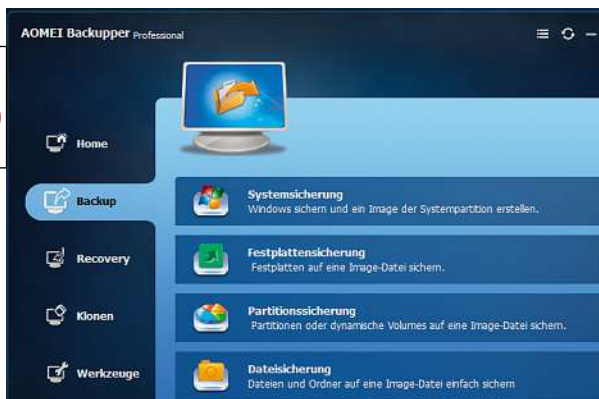 AOMEI Backupper Professional
Home
Backup
Recovery
Klonen
Werkzeuge
Systemsicherung
Windows sichern und ein Image der Systempartition erstellen.
Festplattensicherung
Festplatten auf eine Image-Datei sichern.
Partitionssicherung
Partitionen oder dynamische Volumes auf eine Image-Datei sichern.
Dateisicherung
Dateien und Ordner auf eine Image-Datei einfach sichern